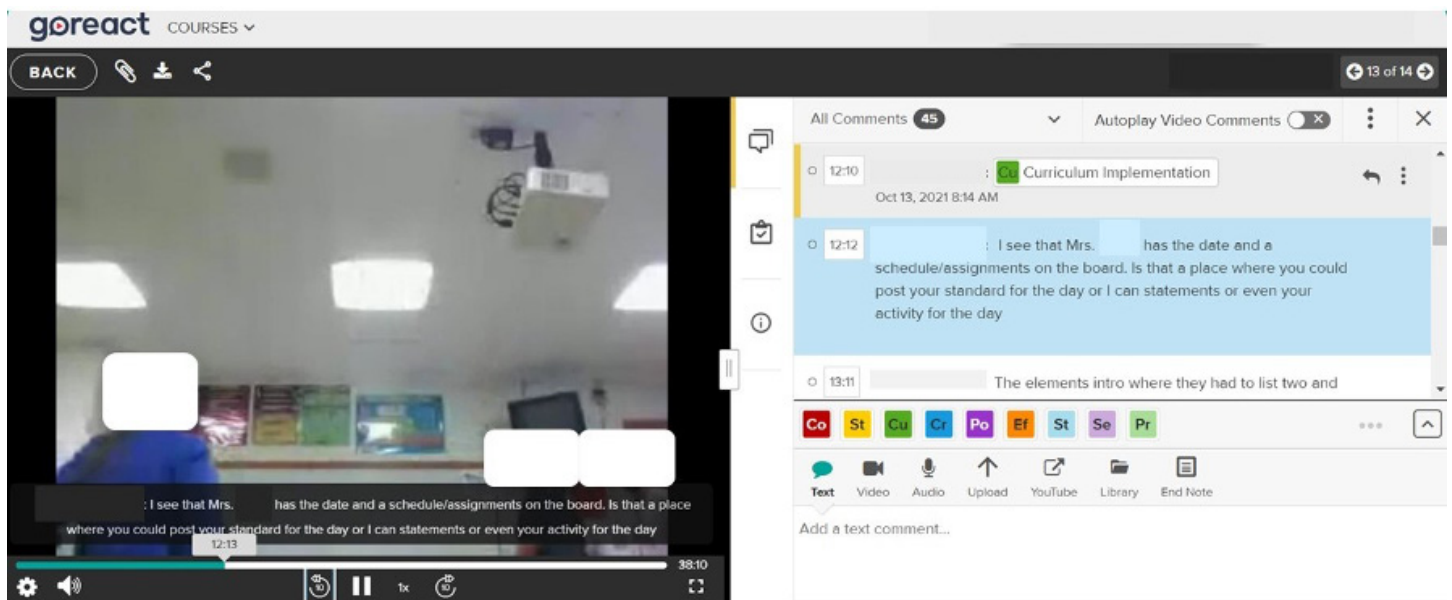 goreact COURSES
BACK
13 of 14
All Comments 45
Autoplay Video Comments
12:10 : Cu Curriculum Implementation
Oct 13, 2021 8:14 AM
12:12 : I see that Mrs. has the date and a
schedule/assignments on the board. Is that a place where you could
post your standard for the day or I can statements or even your
activity for the day
13:11 The elements intro where they had to list two and
Co St Cu Cr Po Ef St Se Pr
Text Video Audio Upload YouTube Library End Note
Add a text comment...
: I see that Mrs. has the date and a schedule/assignments on the board. Is that a place
where you could post your standard for the day or I can statements or even your activity for the day
12:13
38:10
10 1x 10